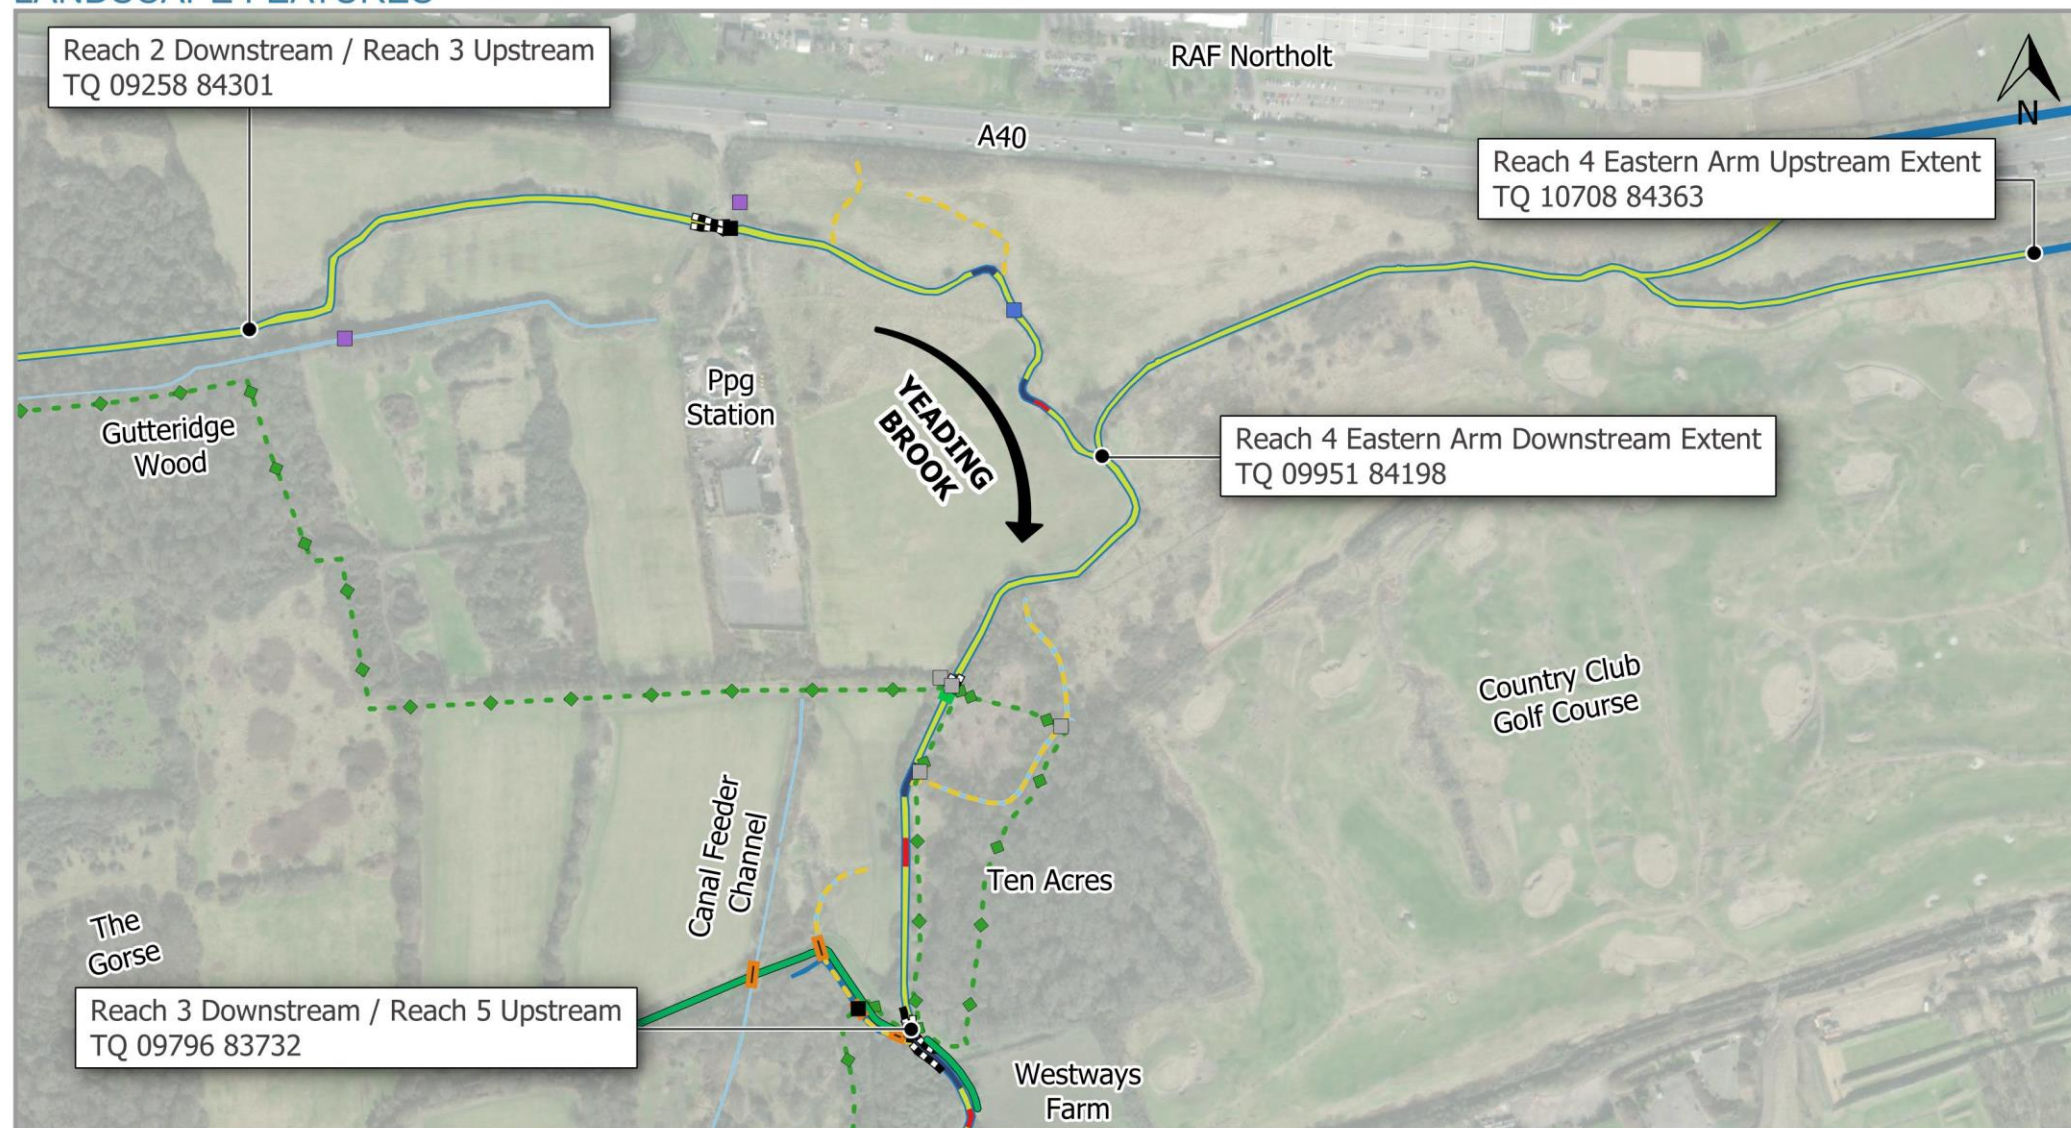 LANDSCAPE FEATURES
Reach 2 Downstream / Reach 3 Upstream
TQ 09258 84301
RAF Northolt
A40
N
Reach 4 Eastern Arm Upstream Extent
TQ 10708 84363
Ppg
Station
Gutteridge
Wood
YEADING
BROOK
Reach 4 Eastern Arm Downstream Extent
TQ 09951 84198
Country Club
Golf Course
Canal Feeder
Channel
Ten Acres
The
Gorse
Reach 3 Downstream / Reach 5 Upstream
TQ 09796 83732
Westways
Farm